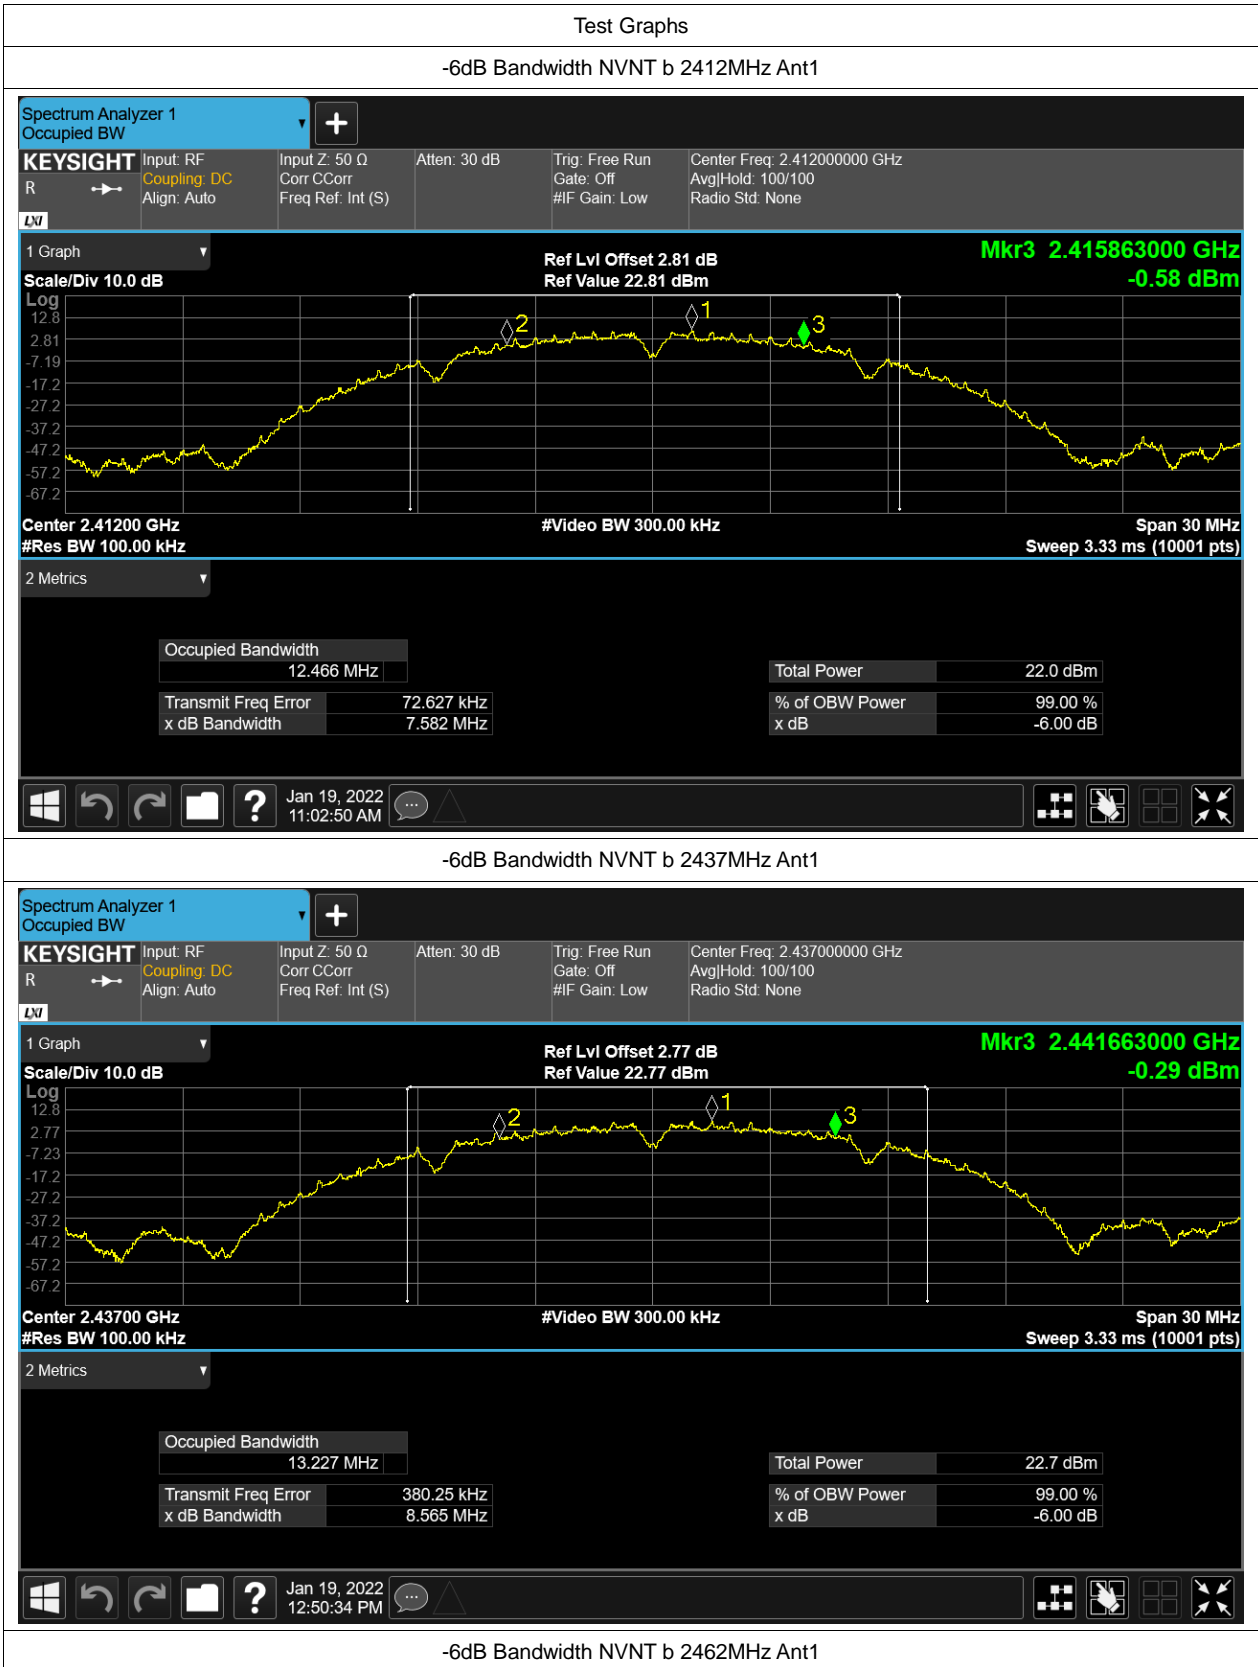 Test Graphs
-6dB Bandwidth NVNT b 2412MHz Ant1
Spectrum Analyzer 1
Occupied BW
KEYSIGHT Input: RF Input Z: 50 Ω Atten: 30 dB Trig: Free Run Center Freq: 2.412000000 GHz
R Coupling: DC Corr CCorr Gate: Off Avg|Hold: 100/100
Align: Auto Freq Ref: Int (S) #IF Gain: Low Radio Std: None
LXI
1 Graph Ref Lvl Offset 2.81 dB Mkr3 2.415863000 GHz
Scale/Div 10.0 dB Ref Value 22.81 dBm -0.58 dBm
Log
12.8
2.81
-7.19
-17.2
-27.2
-37.2
-47.2
-57.2
-67.2
2 1 3
Center 2.41200 GHz #Video BW 300.00 kHz Span 30 MHz
#Res BW 100.00 kHz Sweep 3.33 ms (10001 pts)
2 Metrics
Occupied Bandwidth
12.466 MHz Total Power 22.0 dBm
Transmit Freq Error 72.627 kHz % of OBW Power 99.00 %
x dB Bandwidth 7.582 MHz x dB -6.00 dB
Jan 19, 2022
11:02:50 AM
-6dB Bandwidth NVNT b 2437MHz Ant1
Spectrum Analyzer 1
Occupied BW
KEYSIGHT Input: RF Input Z: 50 Ω Atten: 30 dB Trig: Free Run Center Freq: 2.437000000 GHz
R Coupling: DC Corr CCorr Gate: Off Avg|Hold: 100/100
Align: Auto Freq Ref: Int (S) #IF Gain: Low Radio Std: None
LXI
1 Graph Ref Lvl Offset 2.77 dB Mkr3 2.441663000 GHz
Scale/Div 10.0 dB Ref Value 22.77 dBm -0.29 dBm
Log
12.8
2.77
-7.23
-17.2
-27.2
-37.2
-47.2
-57.2
-67.2
2 1 3
Center 2.43700 GHz #Video BW 300.00 kHz Span 30 MHz
#Res BW 100.00 kHz Sweep 3.33 ms (10001 pts)
2 Metrics
Occupied Bandwidth
13.227 MHz Total Power 22.7 dBm
Transmit Freq Error 380.25 kHz % of OBW Power 99.00 %
x dB Bandwidth 8.565 MHz x dB -6.00 dB
Jan 19, 2022
12:50:34 PM
-6dB Bandwidth NVNT b 2462MHz Ant1